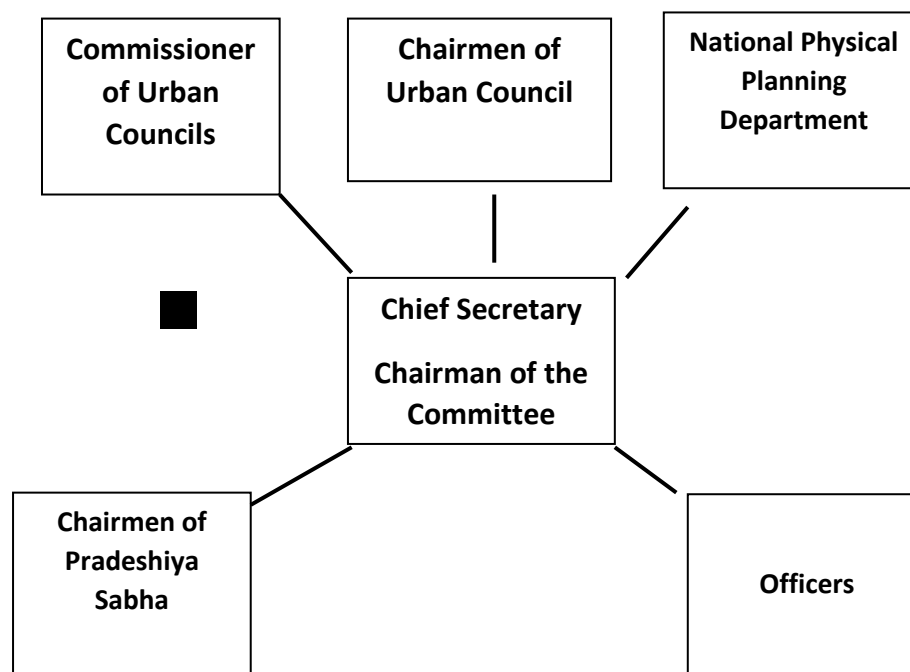 Commissioner
of Urban
Councils
Chairmen of
Urban Council
National Physical
Planning
Department
Chief Secretary
Chairman of the
Committee
Chairmen of
Pradeshiya
Sabha
Officers